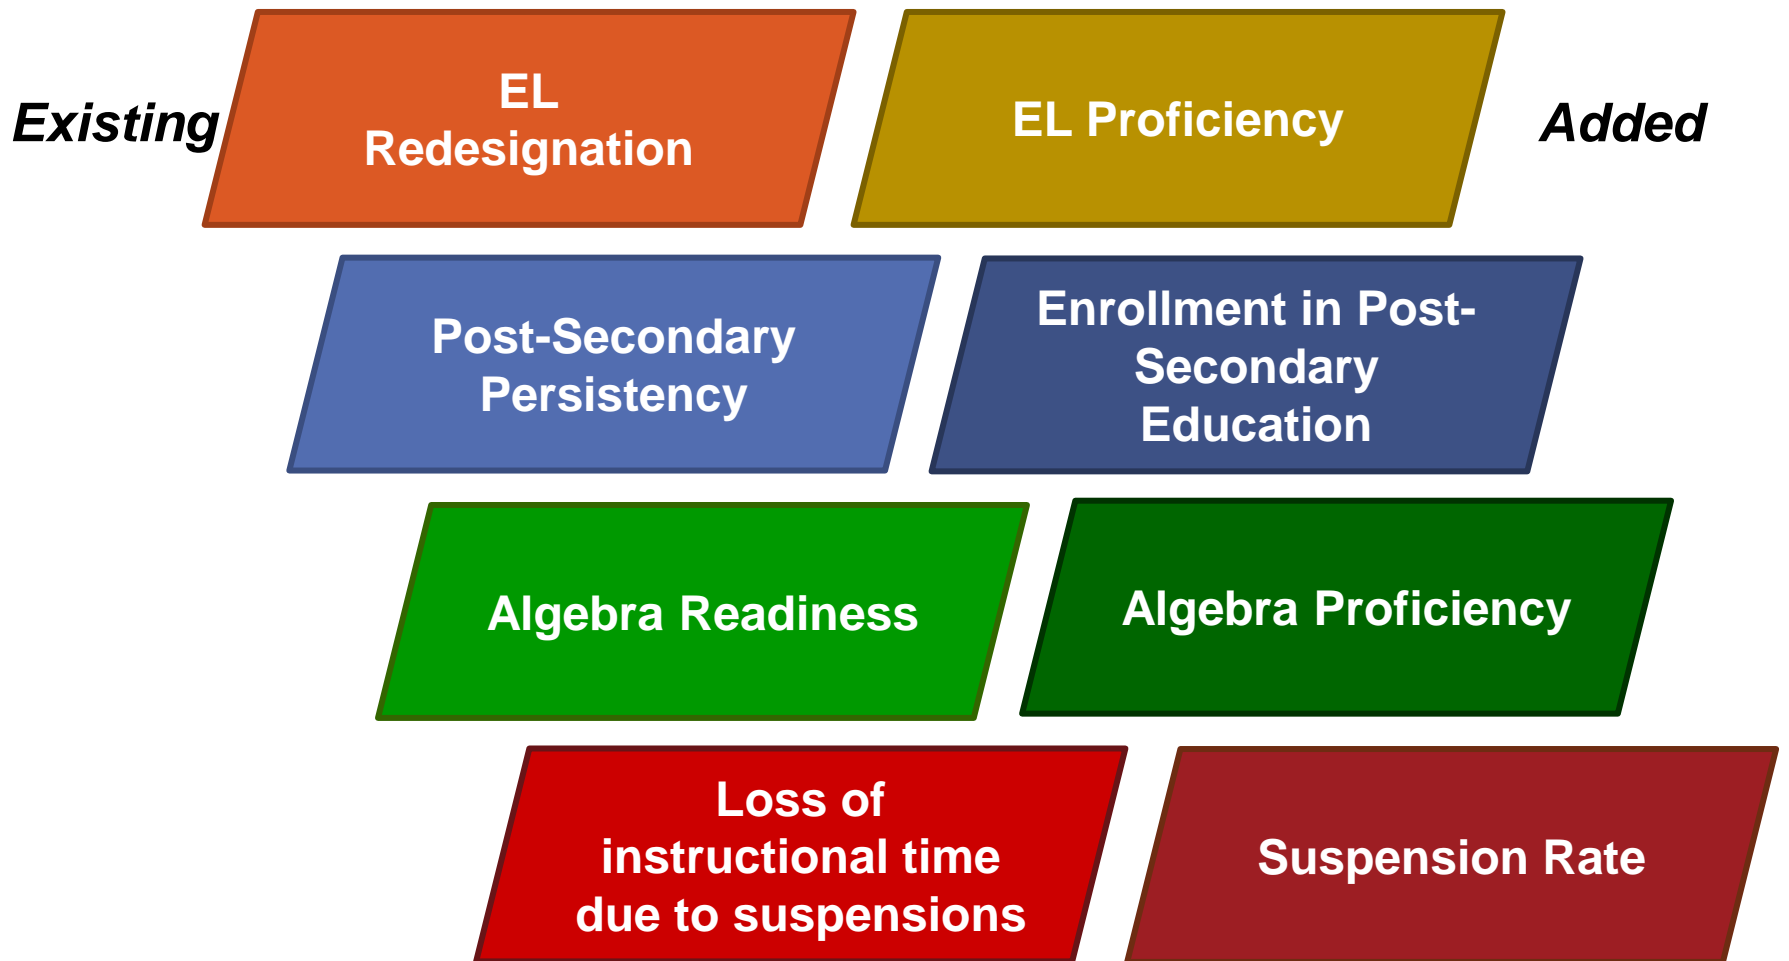 Existing
EL
Redesignation
EL Proficiency
Added
Post-Secondary
Persistency
Enrollment in Post-
Secondary
Education
Algebra Readiness
Algebra Proficiency
Loss of
instructional time
due to suspensions
Suspension Rate